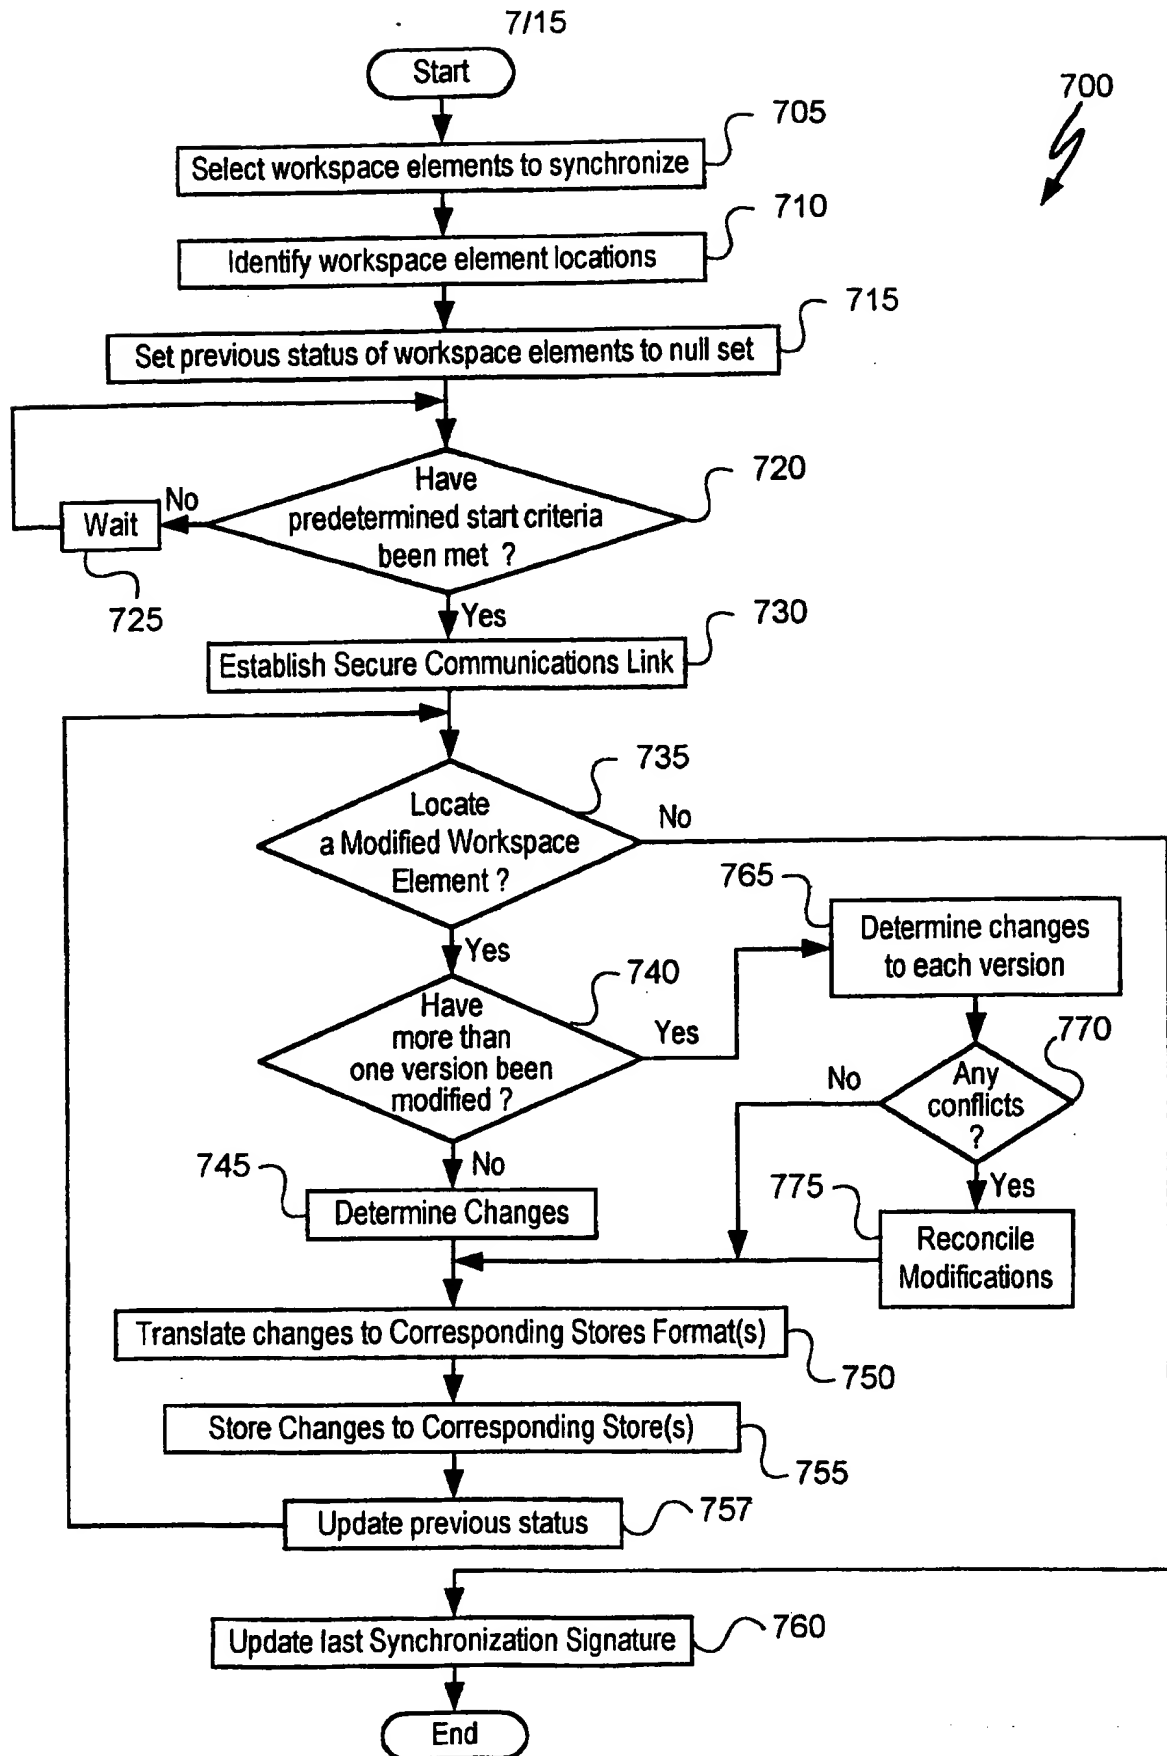 7/15
Start
700
705
Select workspace elements to synchronize
710
Identify workspace element locations
715
Set previous status of workspace elements to null set
720
Have
predetermined start criteria
been met ?
No
Wait
725
Yes
730
Establish Secure Communications Link
735
Locate
a Modified Workspace
Element ?
No
Yes
765
Determine changes
to each version
740
Have
more than
one version been
modified ?
Yes
770
Any
conflicts
?
No
Yes
No
745
Determine Changes
775
Reconcile
Modifications
Translate changes to Corresponding Stores Format(s)
750
Store Changes to Corresponding Store(s)
755
Update previous status
757
Update last Synchronization Signature
760
End